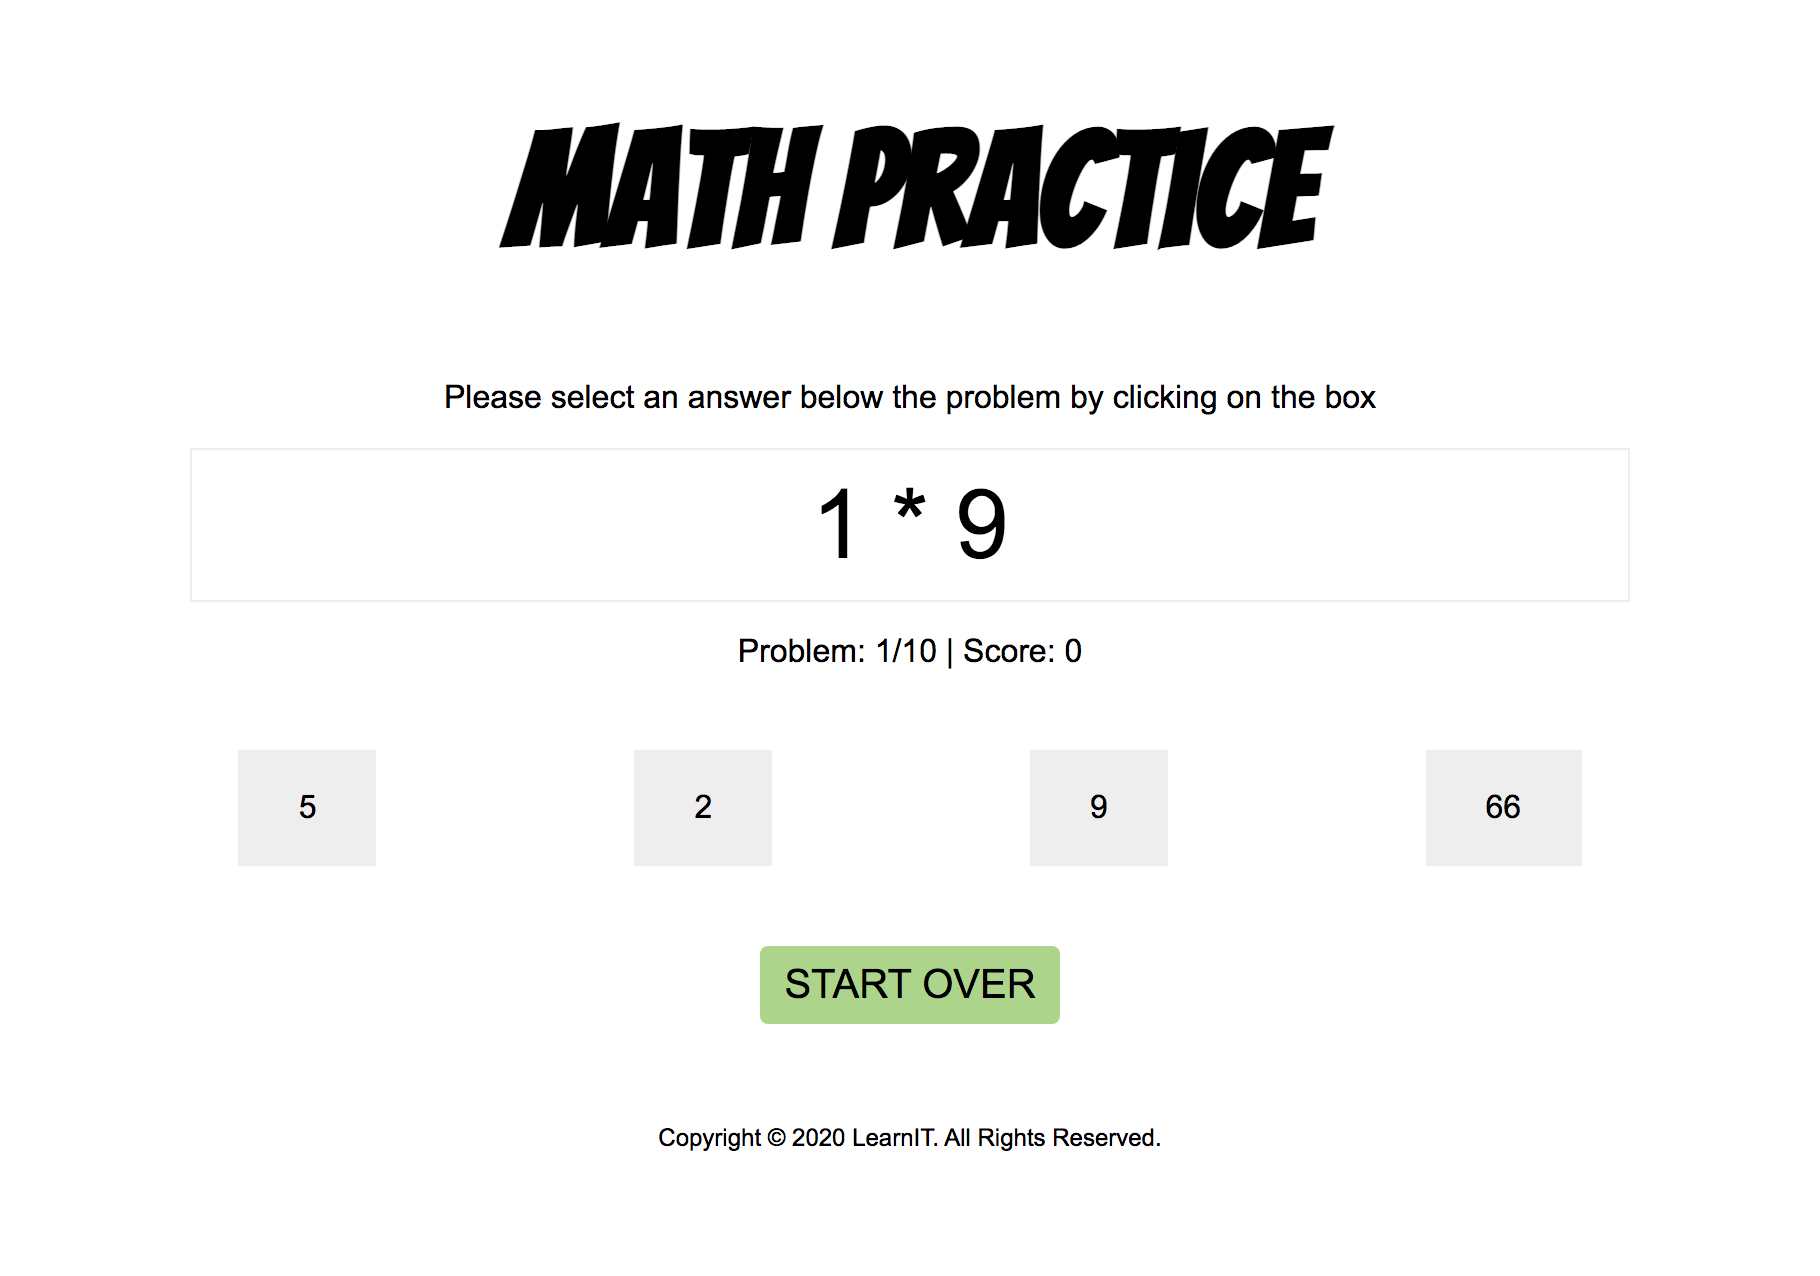 MATH PRACTICE
Please select an answer below the problem by clicking on the box
1 * 9
Problem: 1/10 | Score: 0
5 2 9 66
START OVER
Copyright © 2020 LearnIT. All Rights Reserved.